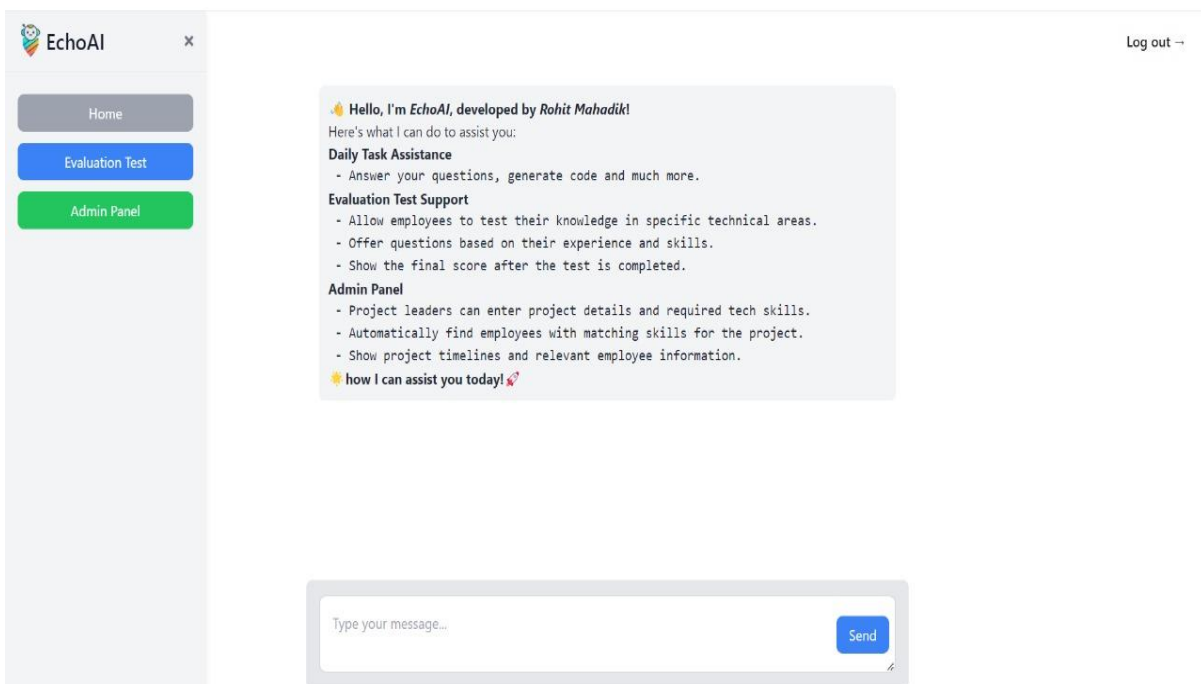 EchoAI
×
Log out →
Home
Evaluation Test
Admin Panel
👋 Hello, I'm EchoAI, developed by Rohit Mahadik!
Here's what I can do to assist you:
Daily Task Assistance
- Answer your questions, generate code and much more.
Evaluation Test Support
- Allow employees to test their knowledge in specific technical areas.
- Offer questions based on their experience and skills.
- Show the final score after the test is completed.
Admin Panel
- Project leaders can enter project details and required tech skills.
- Automatically find employees with matching skills for the project.
- Show project timelines and relevant employee information.
🌟 how I can assist you today! 🚀
Type your message...
Send